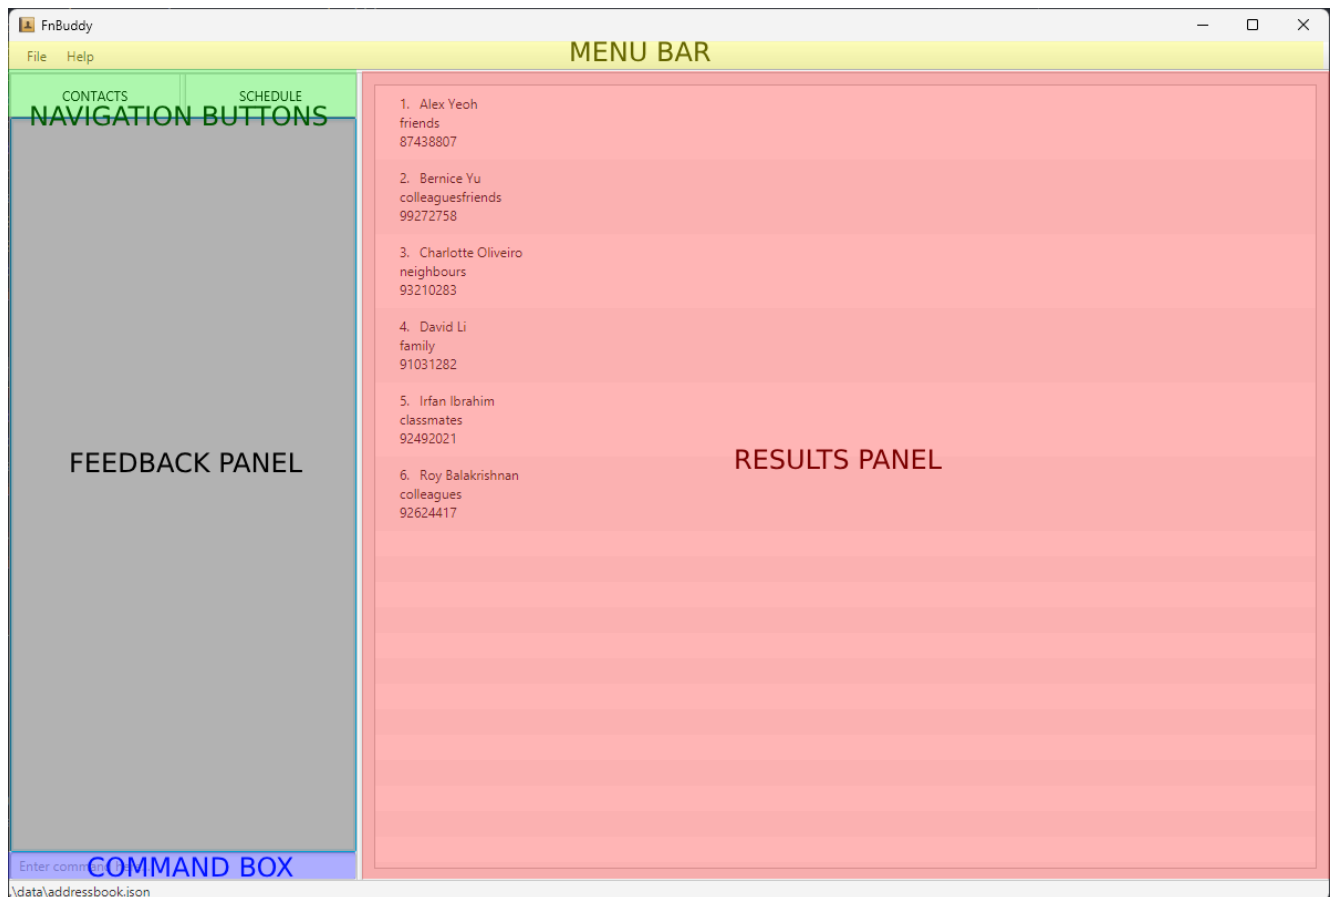 FnBuddy
MENU BAR
File Help
CONTACTS SCHEDULE
NAVIGATION BUTTONS
1. Alex Yeoh
friends
87438807
2. Bernice Yu
colleaguesfriends
99272758
3. Charlotte Oliveiro
neighbours
93210283
4. David Li
family
91031282
5. Irfan Ibrahim
classmates
92492021
FEEDBACK PANEL
RESULTS PANEL
6. Roy Balakrishnan
colleagues
92624417
Enter command
COMMAND BOX
.\data\addressbook.json